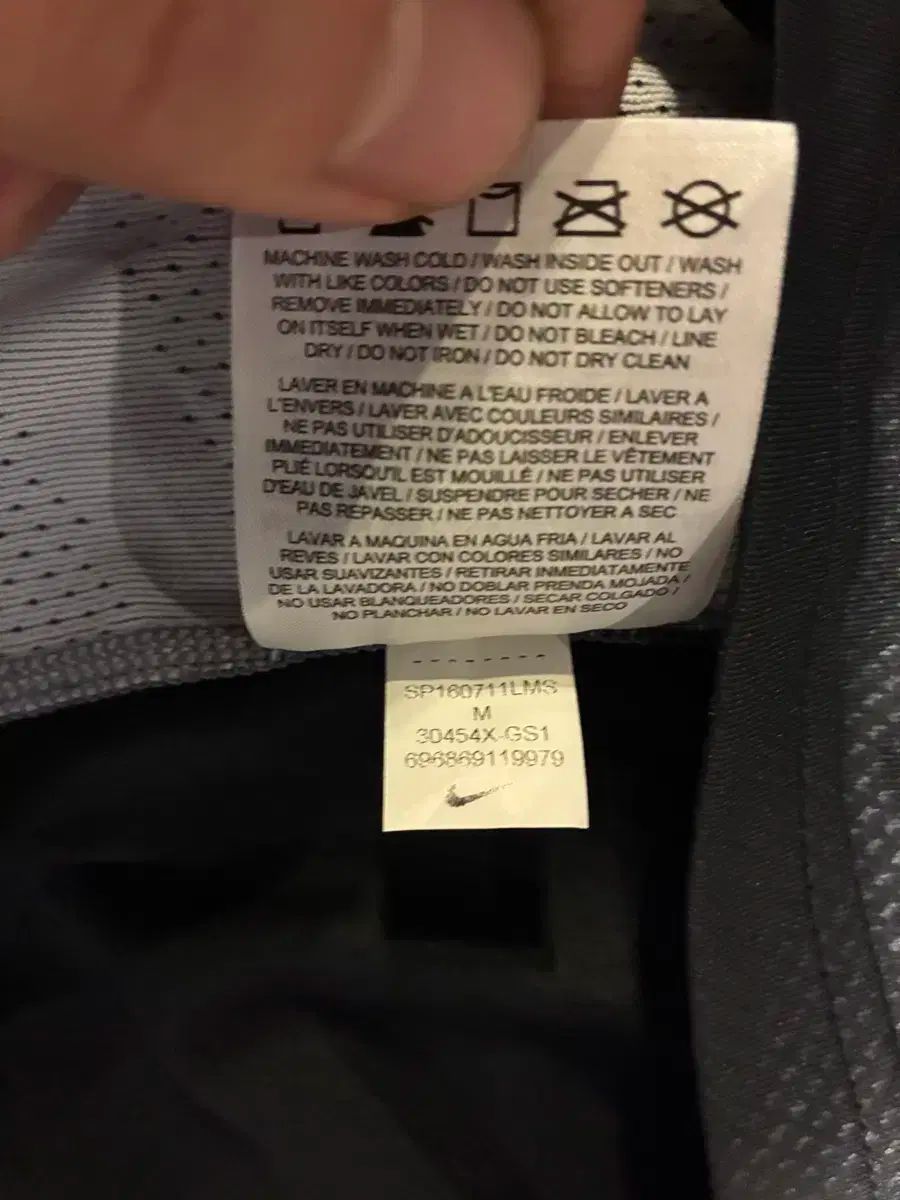 MACHINE WASH COLD / WASH INSIDE OUT / WASH
WITH LIKE COLORS / DO NOT USE SOFTENERS /
REMOVE IMMEDIATELY / DO NOT ALLOW TO LAY
ON ITSELF WHEN WET / DO NOT BLEACH / LINE
DRY / DO NOT IRON / DO NOT DRY CLEAN
LAVER EN MACHINE A L'EAU FROIDE / LAVER A
L'ENVERS / LAVER AVEC COULEURS SIMILAIRES /
NE PAS UTILISER D'ADOUCISSEUR / ENLEVER
IMMEDIATEMENT / NE PAS LAISSER LE VÊTEMENT
PLIÉ LORSQU'IL EST MOUILLÉ / NE PAS UTILISER
D'EAU DE JAVEL / SUSPENDRE POUR SECHER / NE
PAS REPASSER / NE PAS NETTOYER A SEC
LAVAR A MAQUINA EN AGUA FRIA / LAVAR AL
REVES / LAVAR CON COLORES SIMILARES / NO
USAR SUAVIZANTES / RETIRAR INMEDIATAMENTE
DE LA LAVADORA / NO DOBLAR PRENDA MOJADA /
NO USAR BLANQUEADORES / SECAR COLGADO /
NO PLANCHAR / NO LAVAR EN SECO
SP160711LMS
M
30454X-GS1
696869119979